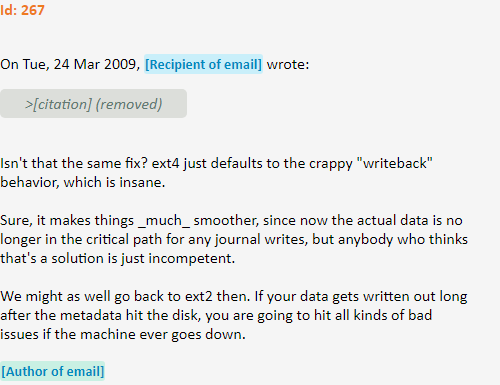 Id: 267
On Tue, 24 Mar 2009, [Recipient of email] wrote:
>[citation] (removed)
Isn't that the same fix? ext4 just defaults to the crappy "writeback"
behavior, which is insane.
Sure, it makes things _much_ smoother, since now the actual data is no
longer in the critical path for any journal writes, but anybody who thinks
that's a solution is just incompetent.
We might as well go back to ext2 then. If your data gets written out long
after the metadata hit the disk, you are going to hit all kinds of bad
issues if the machine ever goes down.
[Author of email]